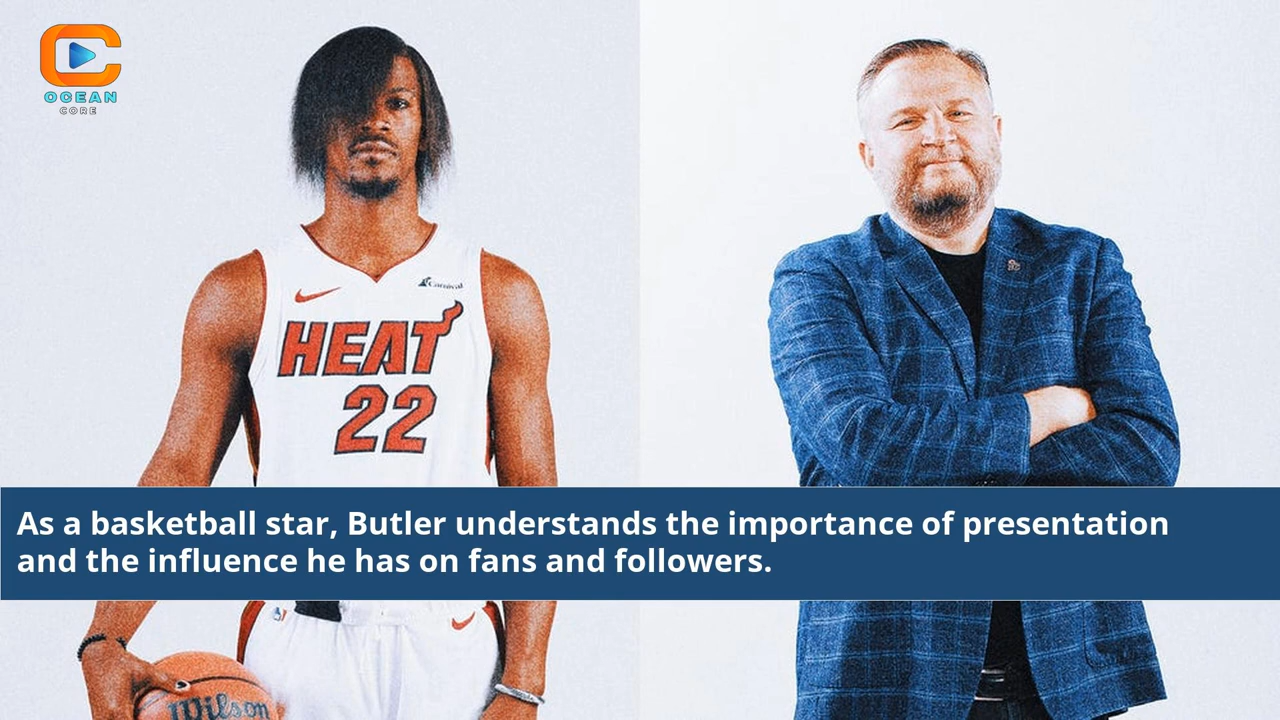 OCEAN
CORE
Carnival
HEAT
22
As a basketball star, Butler understands the importance of presentation
and the influence he has on fans and followers.
Wilson